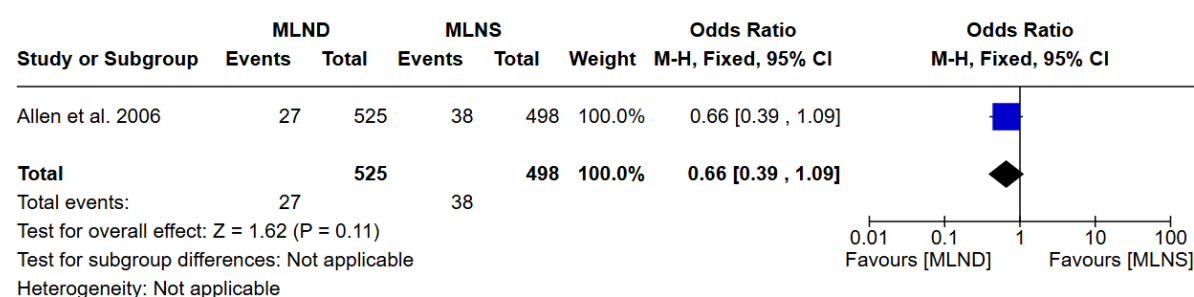 MLND MLNS Odds Ratio Odds Ratio
Study or Subgroup Events Total Events Total Weight M-H, Fixed, 95% CI M-H, Fixed, 95% CI
Allen et al. 2006 27 525 38 498 100.0% 0.66 [0.39 , 1.09]
Total 525 498 100.0% 0.66 [0.39 , 1.09]
Total events: 27 38
Test for overall effect: Z = 1.62 (P = 0.11)
0.01 0.1 1 10 100
Test for subgroup differences: Not applicable Favours [MLND] Favours [MLNS]
Heterogeneity: Not applicable